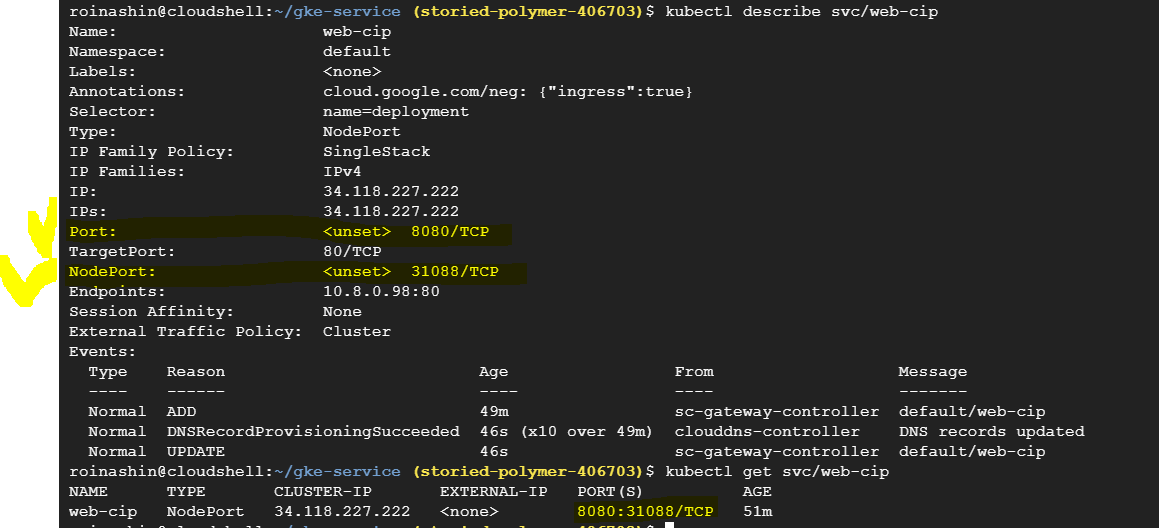 roinashin@cloudshell:~/gke-service (storied-polymer-406703)$ kubectl describe svc/web-cip
Name: web-cip
Namespace: default
Labels: <none>
Annotations: cloud.google.com/neg: {"ingress":true}
Selector: name=deployment
Type: NodePort
IP Family Policy: SingleStack
IP Families: IPv4
IP: 34.118.227.222
IPs: 34.118.227.222
Port: <unset> 8080/TCP
TargetPort: 80/TCP
NodePort: <unset> 31088/TCP
Endpoints: 10.8.0.98:80
Session Affinity: None
External Traffic Policy: Cluster
Events:
Type Reason Age From Message
---- ------ ---- ---- -------
Normal ADD 49m sc-gateway-controller default/web-cip
Normal DNSRecordProvisioningSucceeded 46s (x10 over 49m) clouddns-controller DNS records updated
Normal UPDATE 46s sc-gateway-controller default/web-cip
roinashin@cloudshell:~/gke-service (storied-polymer-406703)$ kubectl get svc/web-cip
NAME TYPE CLUSTER-IP EXTERNAL-IP PORT(S) AGE
web-cip NodePort 34.118.227.222 <none> 8080:31088/TCP 51m
roinashin@cloudshell:~/gke-service (storied-polymer-406703)$